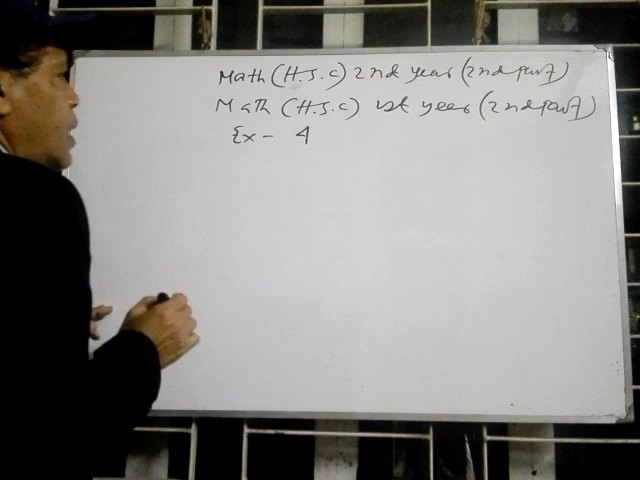 Math (H.S.C) 2nd year (2nd part)
Math (H.S.C) 1st year (2nd part)
Ex - 4